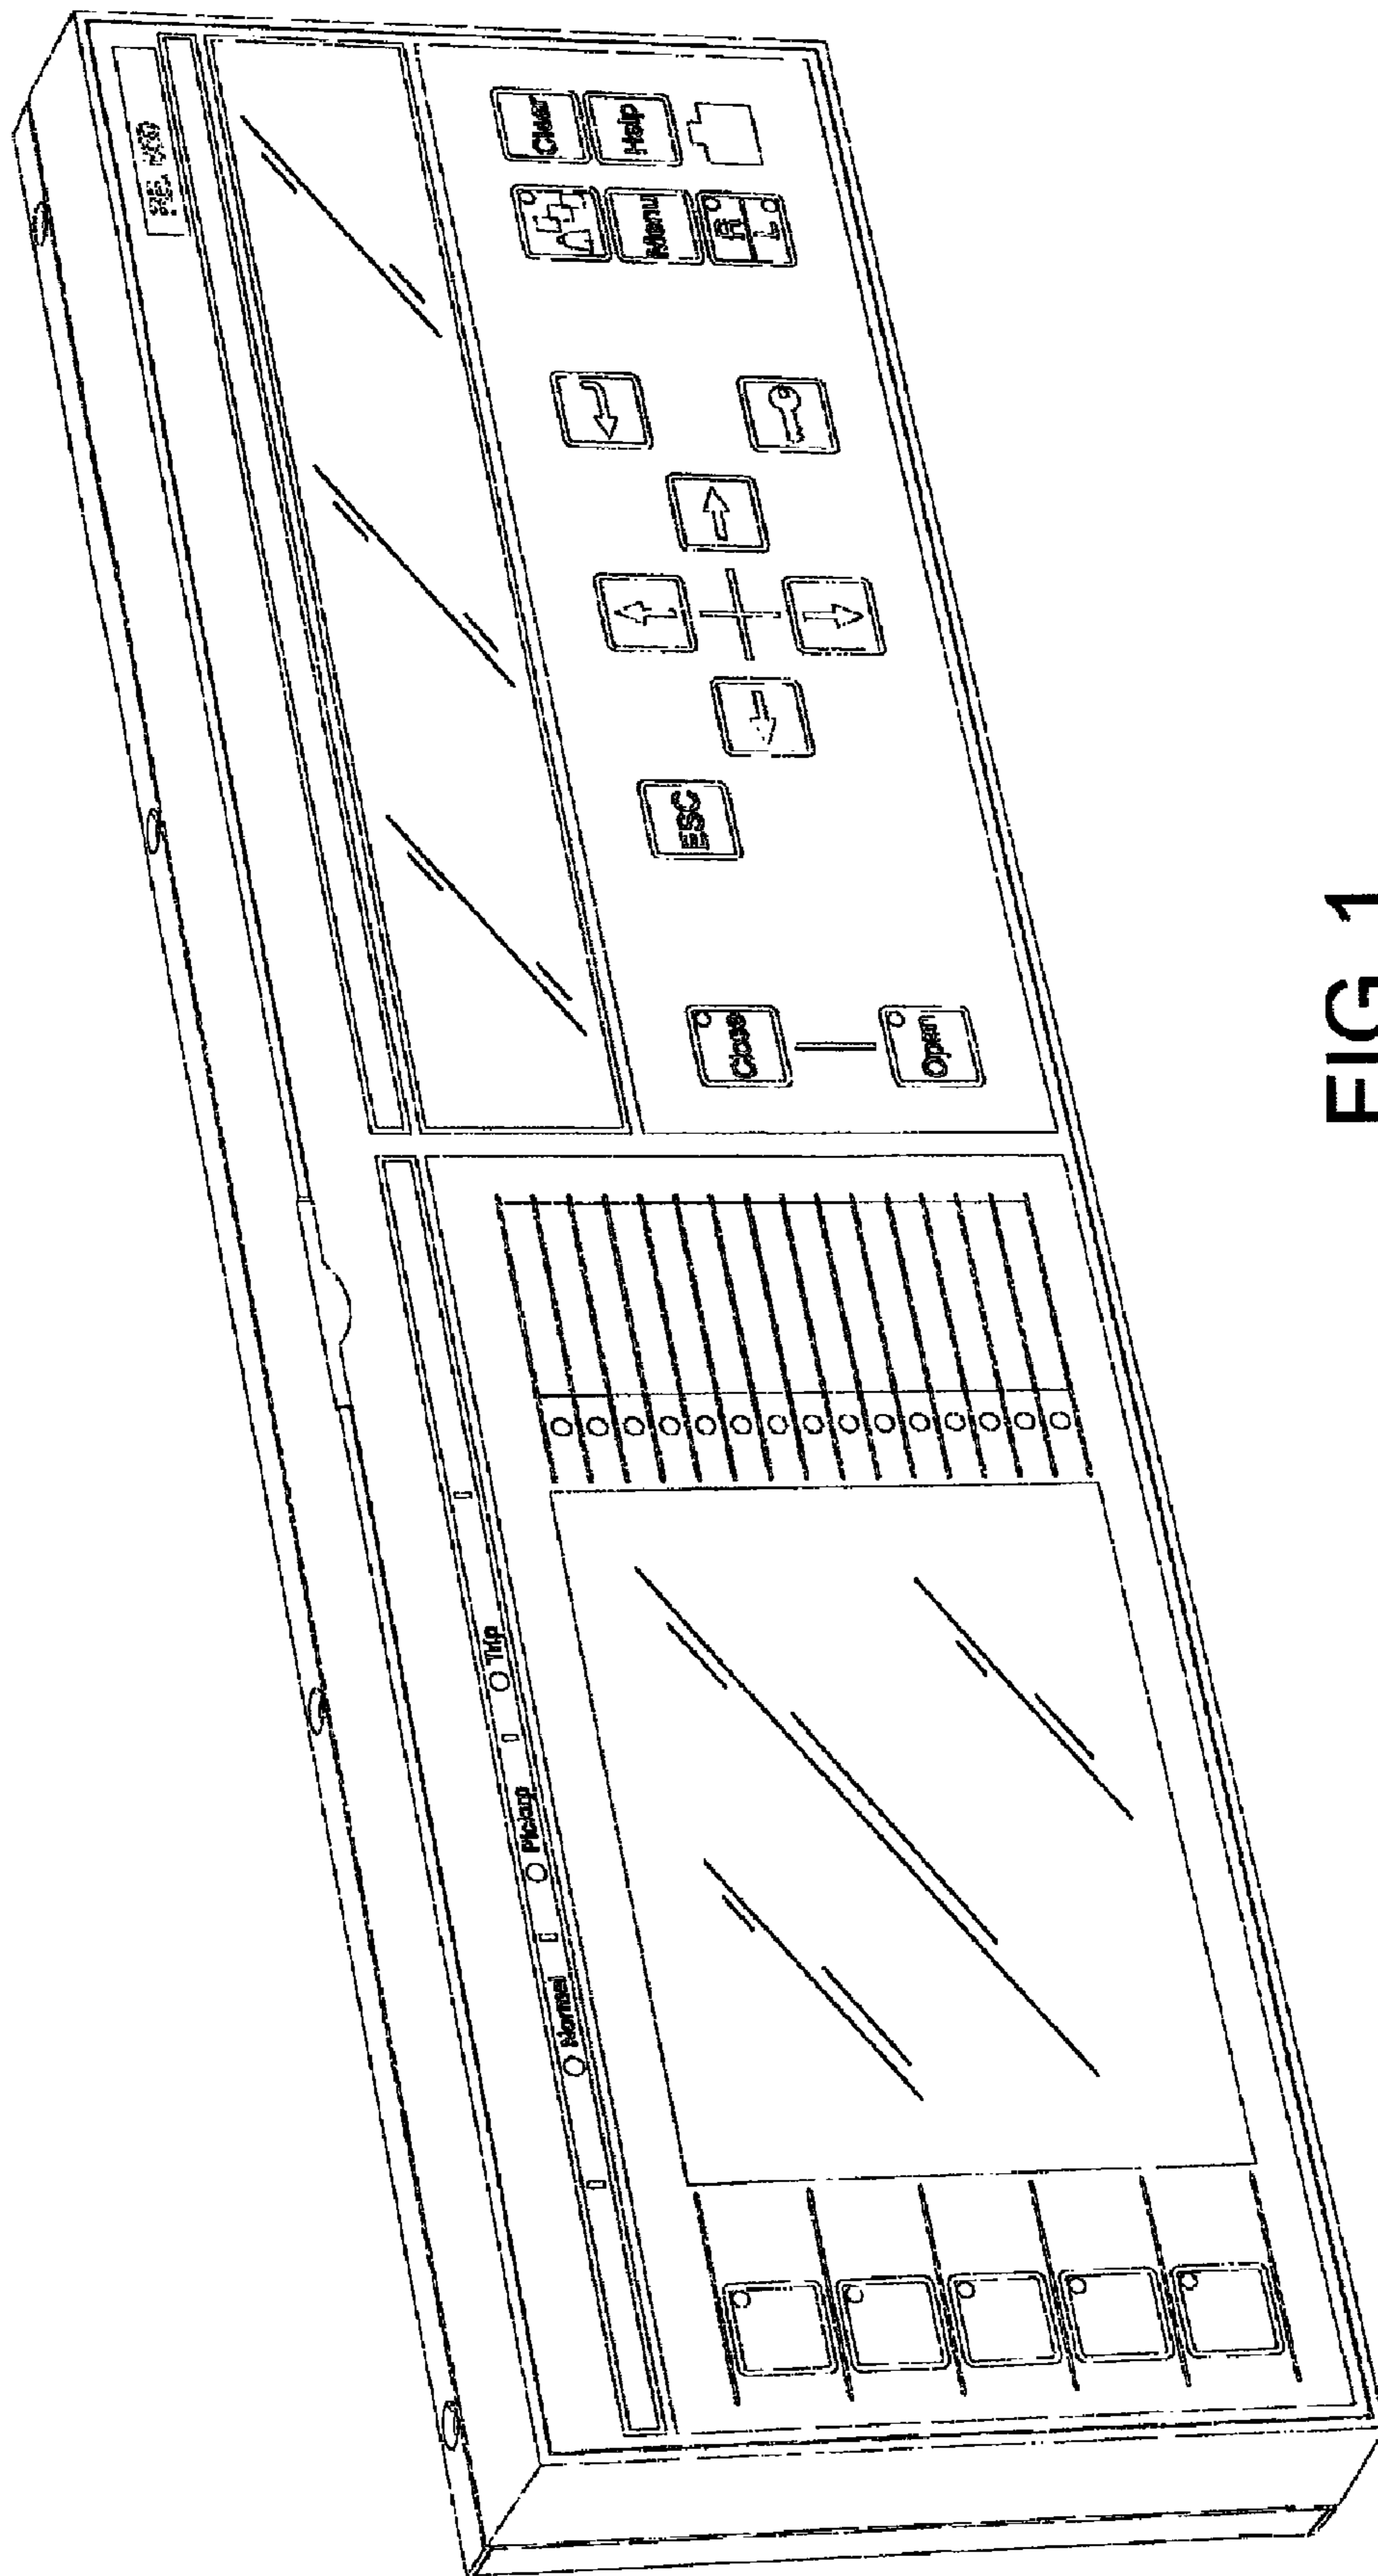 Normal
Pickup
Trip
Clear
ESC
Menu
Help
Close
R
L
Open
FIG 1